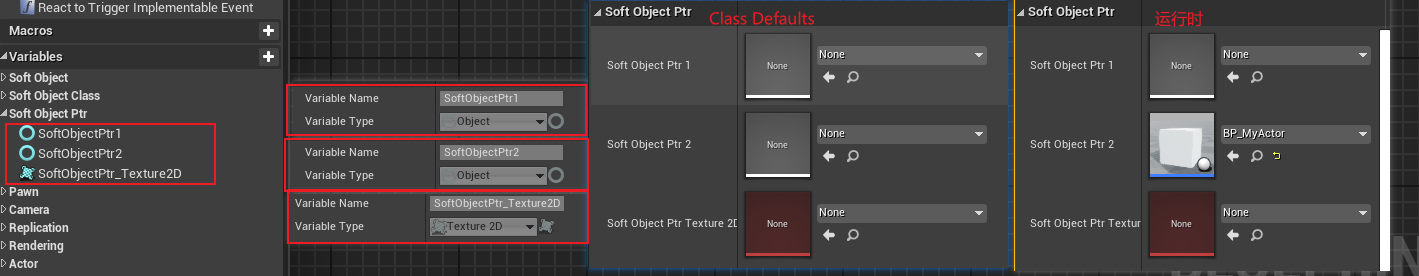 React to Trigger Implementable Event
Macros
Variables
Soft Object
Soft Object Class
Soft Object Ptr
SoftObjectPtr1
SoftObjectPtr2
SoftObjectPtr_Texture2D
Pawn
Camera
Replication
Rendering
Actor
Variable Name SoftObjectPtr1
Variable Type Object
Variable Name SoftObjectPtr2
Variable Type Object
Variable Name SoftObjectPtr_Texture2D
Variable Type Texture 2D
Soft Object Ptr Class Defaults
Soft Object Ptr 1 None None
Soft Object Ptr 2 None None
Soft Object Ptr Texture 2D None None
Soft Object Ptr 运行时
Soft Object Ptr 1 None None
Soft Object Ptr 2 BP_MyActor
Soft Object Ptr Textur None None